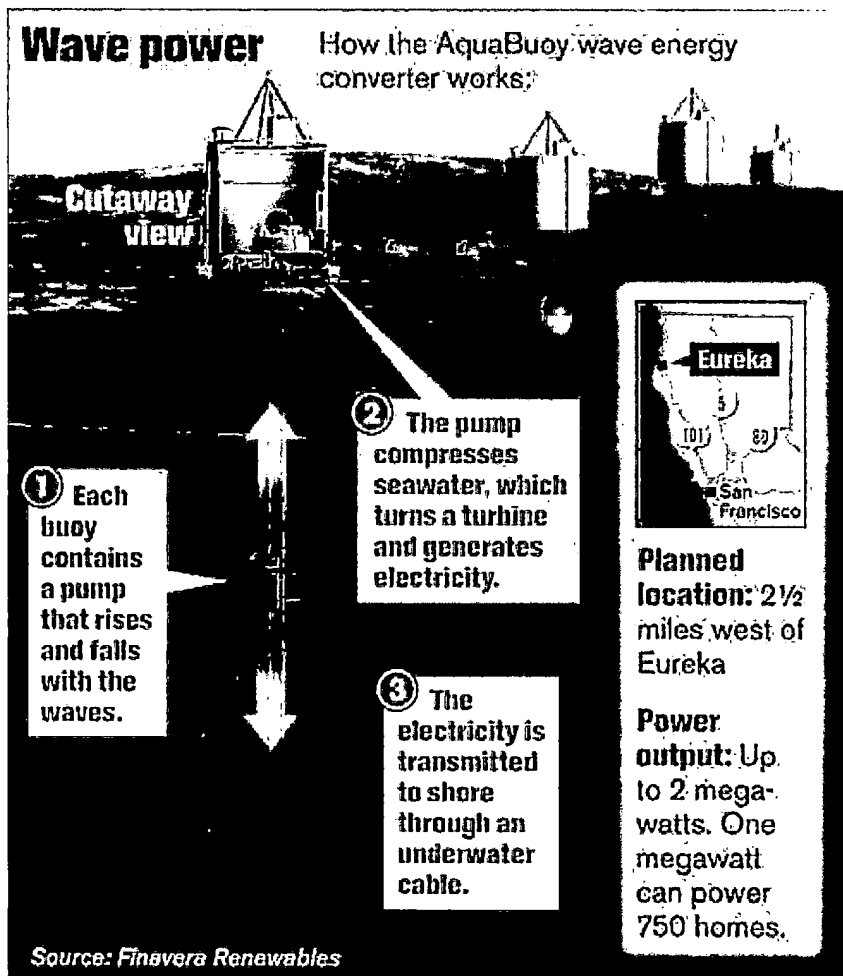 Wave power
How the AquaBuoy wave energy
converter works:
Cutaway
view
1 Each
buoy
contains
a pump
that rises
and falls
with the
waves.
2 The pump
compresses
seawater, which
turns a turbine
and generates
electricity.
3 The
electricity is
transmitted
to shore
through an
underwater
cable.
Eureka
5
101
80
San
Francisco
Planned
location: 2½
miles west of
Eureka
Power
output: Up
to 2 mega-
watts. One
megawatt
can power
750 homes.
Source: Finavera Renewables